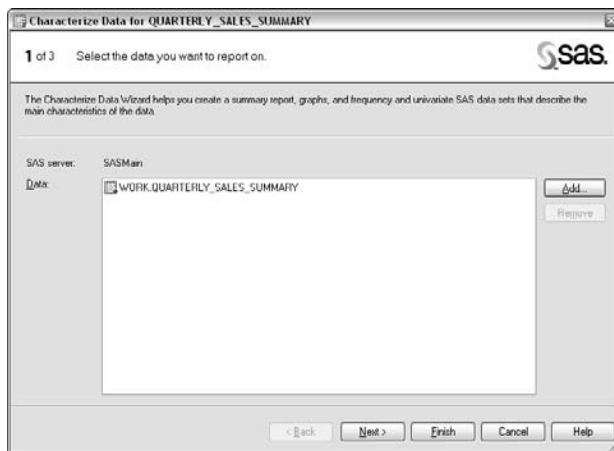 Characterize Data for QUARTERLY_SALES_SUMMARY
1 of 3 Select the data you want to report on.
sas.
The Characterize Data Wizard helps you create a summary report, graphs, and frequency and univariate SAS data sets that describe the
main characteristics of the data.
SAS server: SASMain
Data:
WORK.QUARTERLY_SALES_SUMMARY
Add...
Remove
< Back
Next >
Finish
Cancel
Help